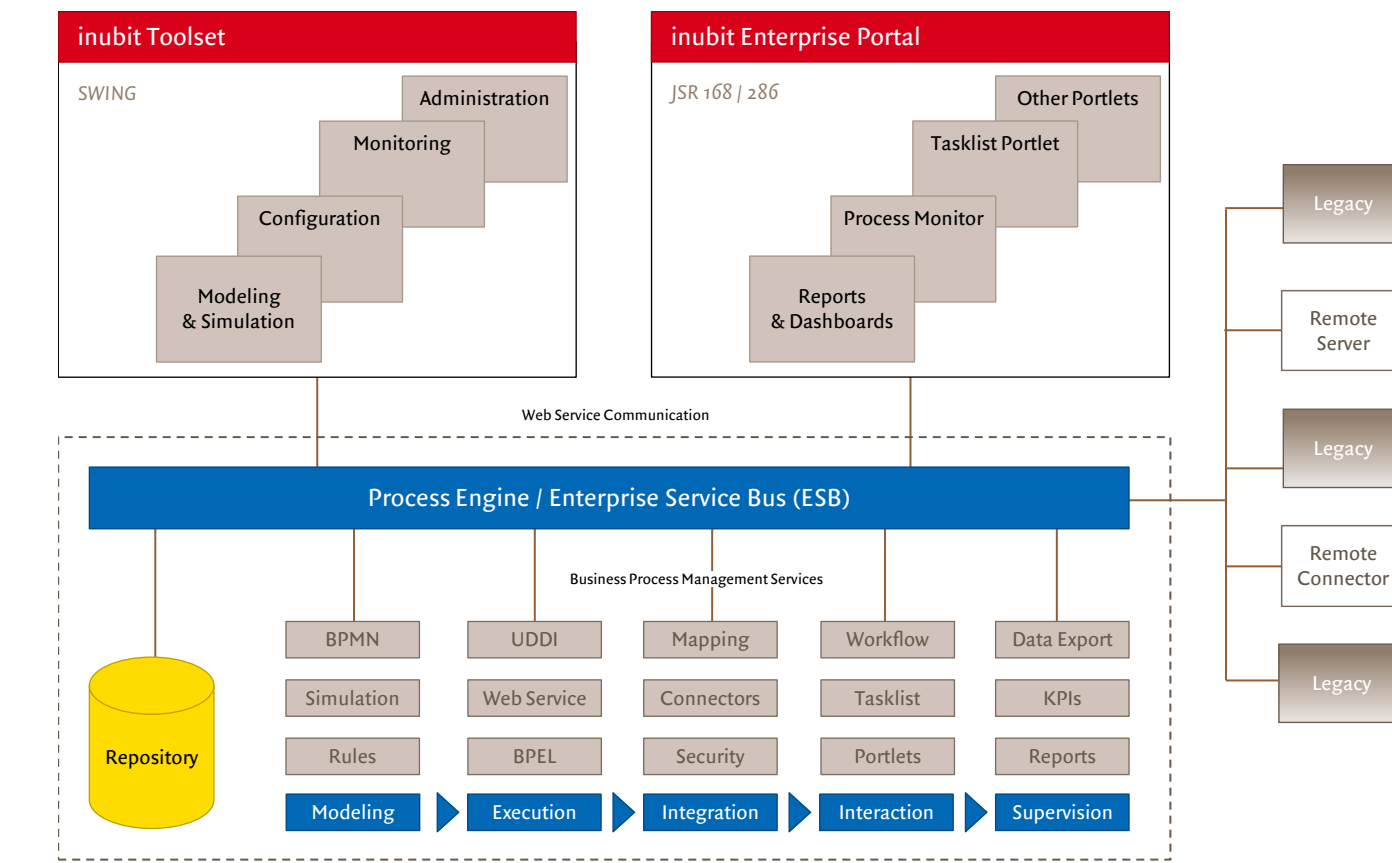 inubit Toolset
SWING
Administration
Monitoring
Configuration
Modeling
& Simulation
inubit Enterprise Portal
JSR 168 / 286
Other Portlets
Tasklist Portlet
Process Monitor
Reports
& Dashboards
Legacy
Remote
Server
Legacy
Remote
Connector
Legacy
Web Service Communication
Process Engine / Enterprise Service Bus (ESB)
Business Process Management Services
Repository
BPMN
Simulation
Rules
Modeling
UDDI
Web Service
BPEL
Execution
Mapping
Connectors
Security
Integration
Workflow
Tasklist
Portlets
Interaction
Data Export
KPIs
Reports
Supervision